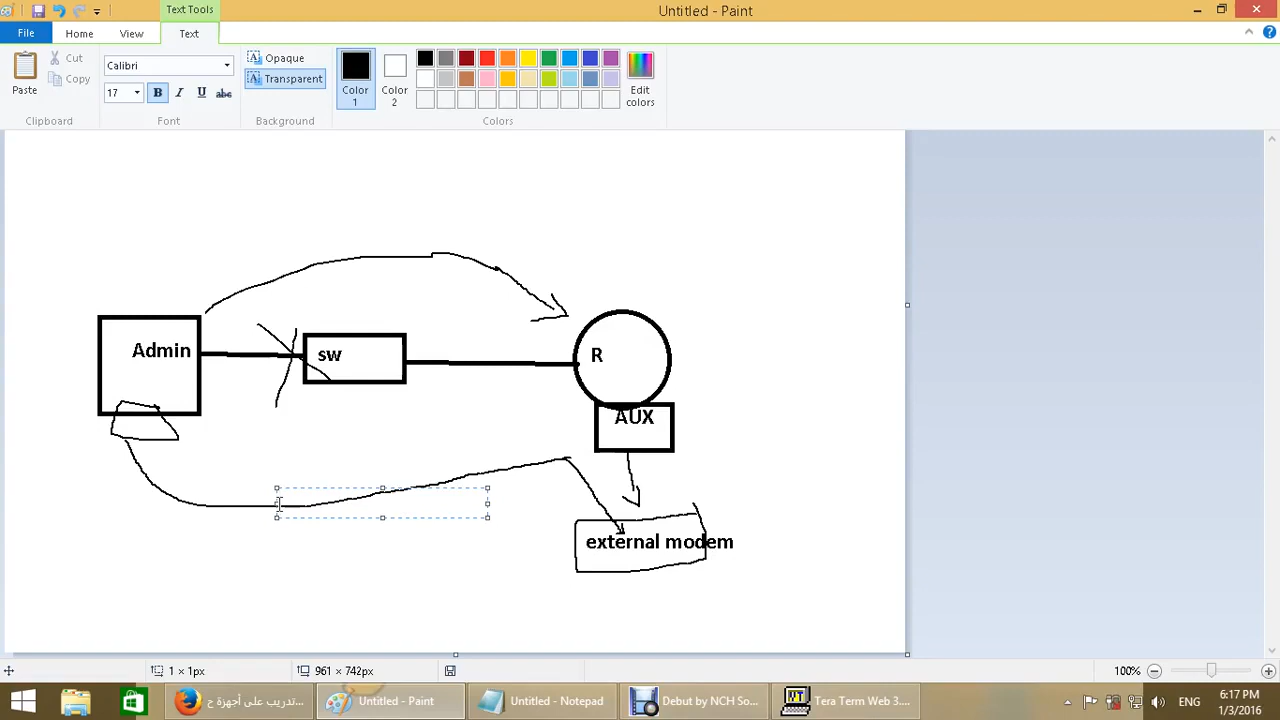 Text Tools
Untitled - Paint
File
Home
View
Text
Paste
Cut
Copy
Clipboard
Calibri
17
B I U abc
Font
Opaque
Transparent
Background
Color 1
Color 2
Edit colors
Colors
Admin
sw
R
AUX
external modem
1 × 1px
961 × 742px
100%
تدريب على أجهزة ح...
Untitled - Paint
Untitled - Notepad
Debut by NCH So...
Tera Term Web 3....
ENG
6:17 PM
1/3/2016